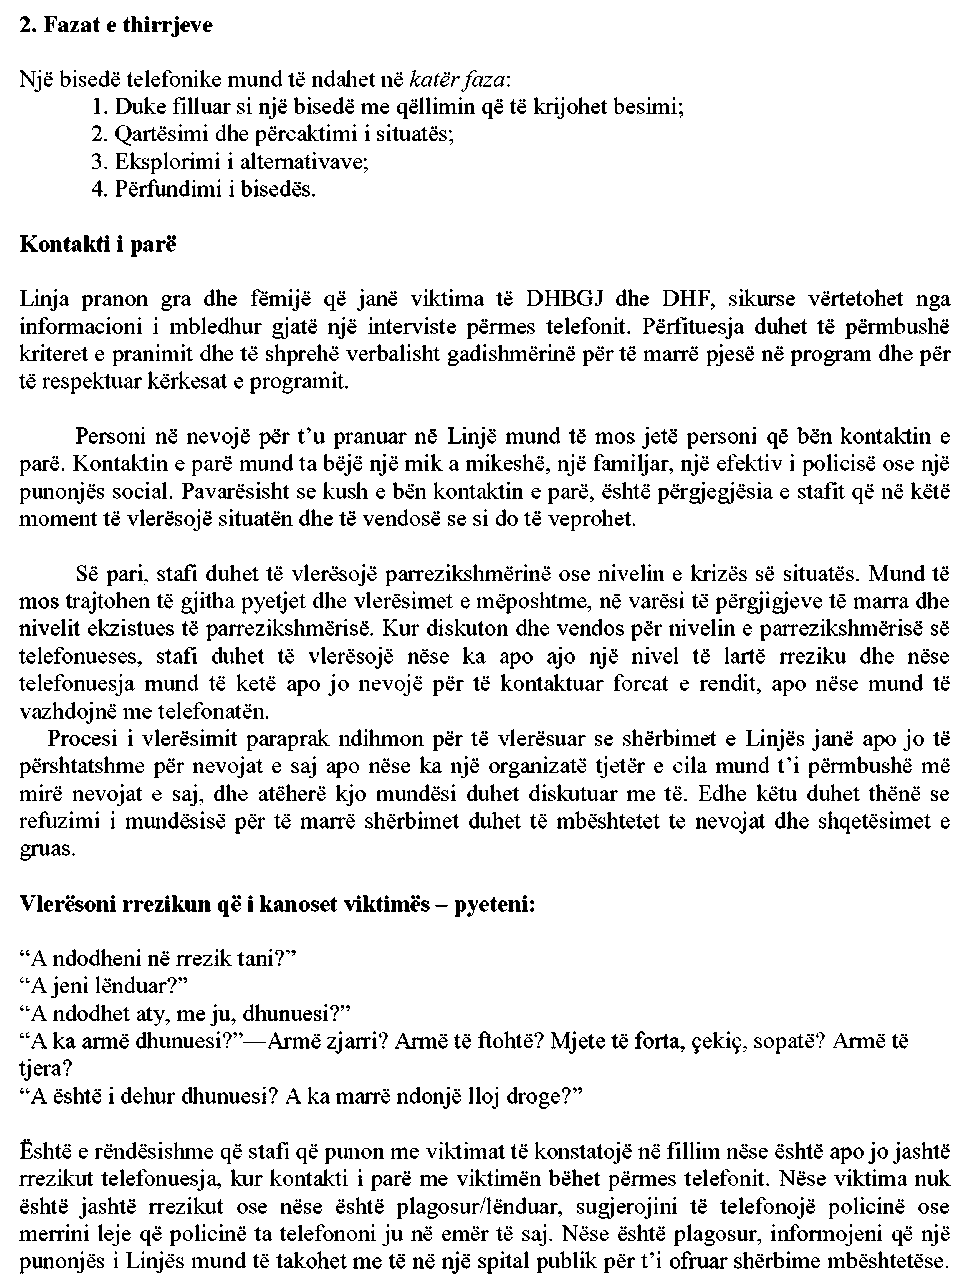 2. Fazat e thirrjeve
Një bisedë telefonike mund të ndahet në katër faza:
1. Duke filluar si një bisedë me qëllimin që të krijohet besimi;
2. Qartësimi dhe përcaktimi i situatës;
3. Eksplorimi i alternativave;
4. Përfundimi i bisedës.
Kontakti i parë
Linja pranon gra dhe fëmijë që janë viktima të DHBGJ dhe DHF, sikurse vërtetohet nga
informacioni i mbledhur gjatë një interviste përmes telefonit. Përfituesja duhet të përmbushë
kriteret e pranimit dhe të shprehë verbalisht gadishmërinë për të marrë pjesë në program dhe për
të respektuar kërkesat e programit.
Personi në nevojë për t’u pranuar në Linjë mund të mos jetë personi që bën kontaktin e
parë. Kontaktin e parë mund ta bëjë një mik a mikeshë, një familjar, një efektiv i policisë ose një
punonjës social. Pavarësisht se kush e bën kontaktin e parë, është përgjegjësia e stafit që në këtë
moment të vlerësojë situatën dhe të vendosë se si do të veprohet.
Së pari, stafi duhet të vlerësojë parrezikshmërinë ose nivelin e krizës së situatës. Mund të
mos trajtohen të gjitha pyetjet dhe vlerësimet e mëposhtme, në varësi të përgjigjeve të marra dhe
nivelit ekzistues të parrezikshmërisë. Kur diskuton dhe vendos për nivelin e parrezikshmërisë së
telefonueses, stafi duhet të vlerësojë nëse ka apo ajo një nivel të lartë rreziku dhe nëse
telefonuesja mund të ketë apo jo nevojë për të kontaktuar forcat e rendit, apo nëse mund të
vazhdojnë me telefonatën.
Procesi i vlerësimit paraprak ndihmon për të vlerësuar se shërbimet e Linjës janë apo jo të
përshtatshme për nevojat e saj apo nëse ka një organizatë tjetër e cila mund t’i përmbushë më
mirë nevojat e saj, dhe atëherë kjo mundësi duhet diskutuar me të. Edhe këtu duhet thënë se
refuzimi i mundësisë për të marrë shërbimet duhet të mbështetet te nevojat dhe shqetësimet e
gruas.
Vlerësoni rrezikun që i kanoset viktimës – pyeteni:
“A ndodheni në rrezik tani?”
“A jeni lënduar?”
“A ndodhet aty, me ju, dhunuesi?”
“A ka armë dhunuesi?”—Armë zjarri? Armë të ftohtë? Mjete të forta, çekiç, sopatë? Armë të
tjera?
“A është i dehur dhunuesi? A ka marrë ndonjë lloj droge?”
Është e rëndësishme që stafi që punon me viktimat të konstatojë në fillim nëse është apo jo jashtë
rrezikut telefonuesja, kur kontakti i parë me viktimën bëhet përmes telefonit. Nëse viktima nuk
është jashtë rrezikut ose nëse është plagosur/lënduar, sugjerojini të telefonojë policinë ose
merrini leje që policinë ta telefononi ju në emër të saj. Nëse është plagosur, informojeni që një
punonjës i Linjës mund të takohet me të në një spital publik për t’i ofruar shërbime mbështetëse.